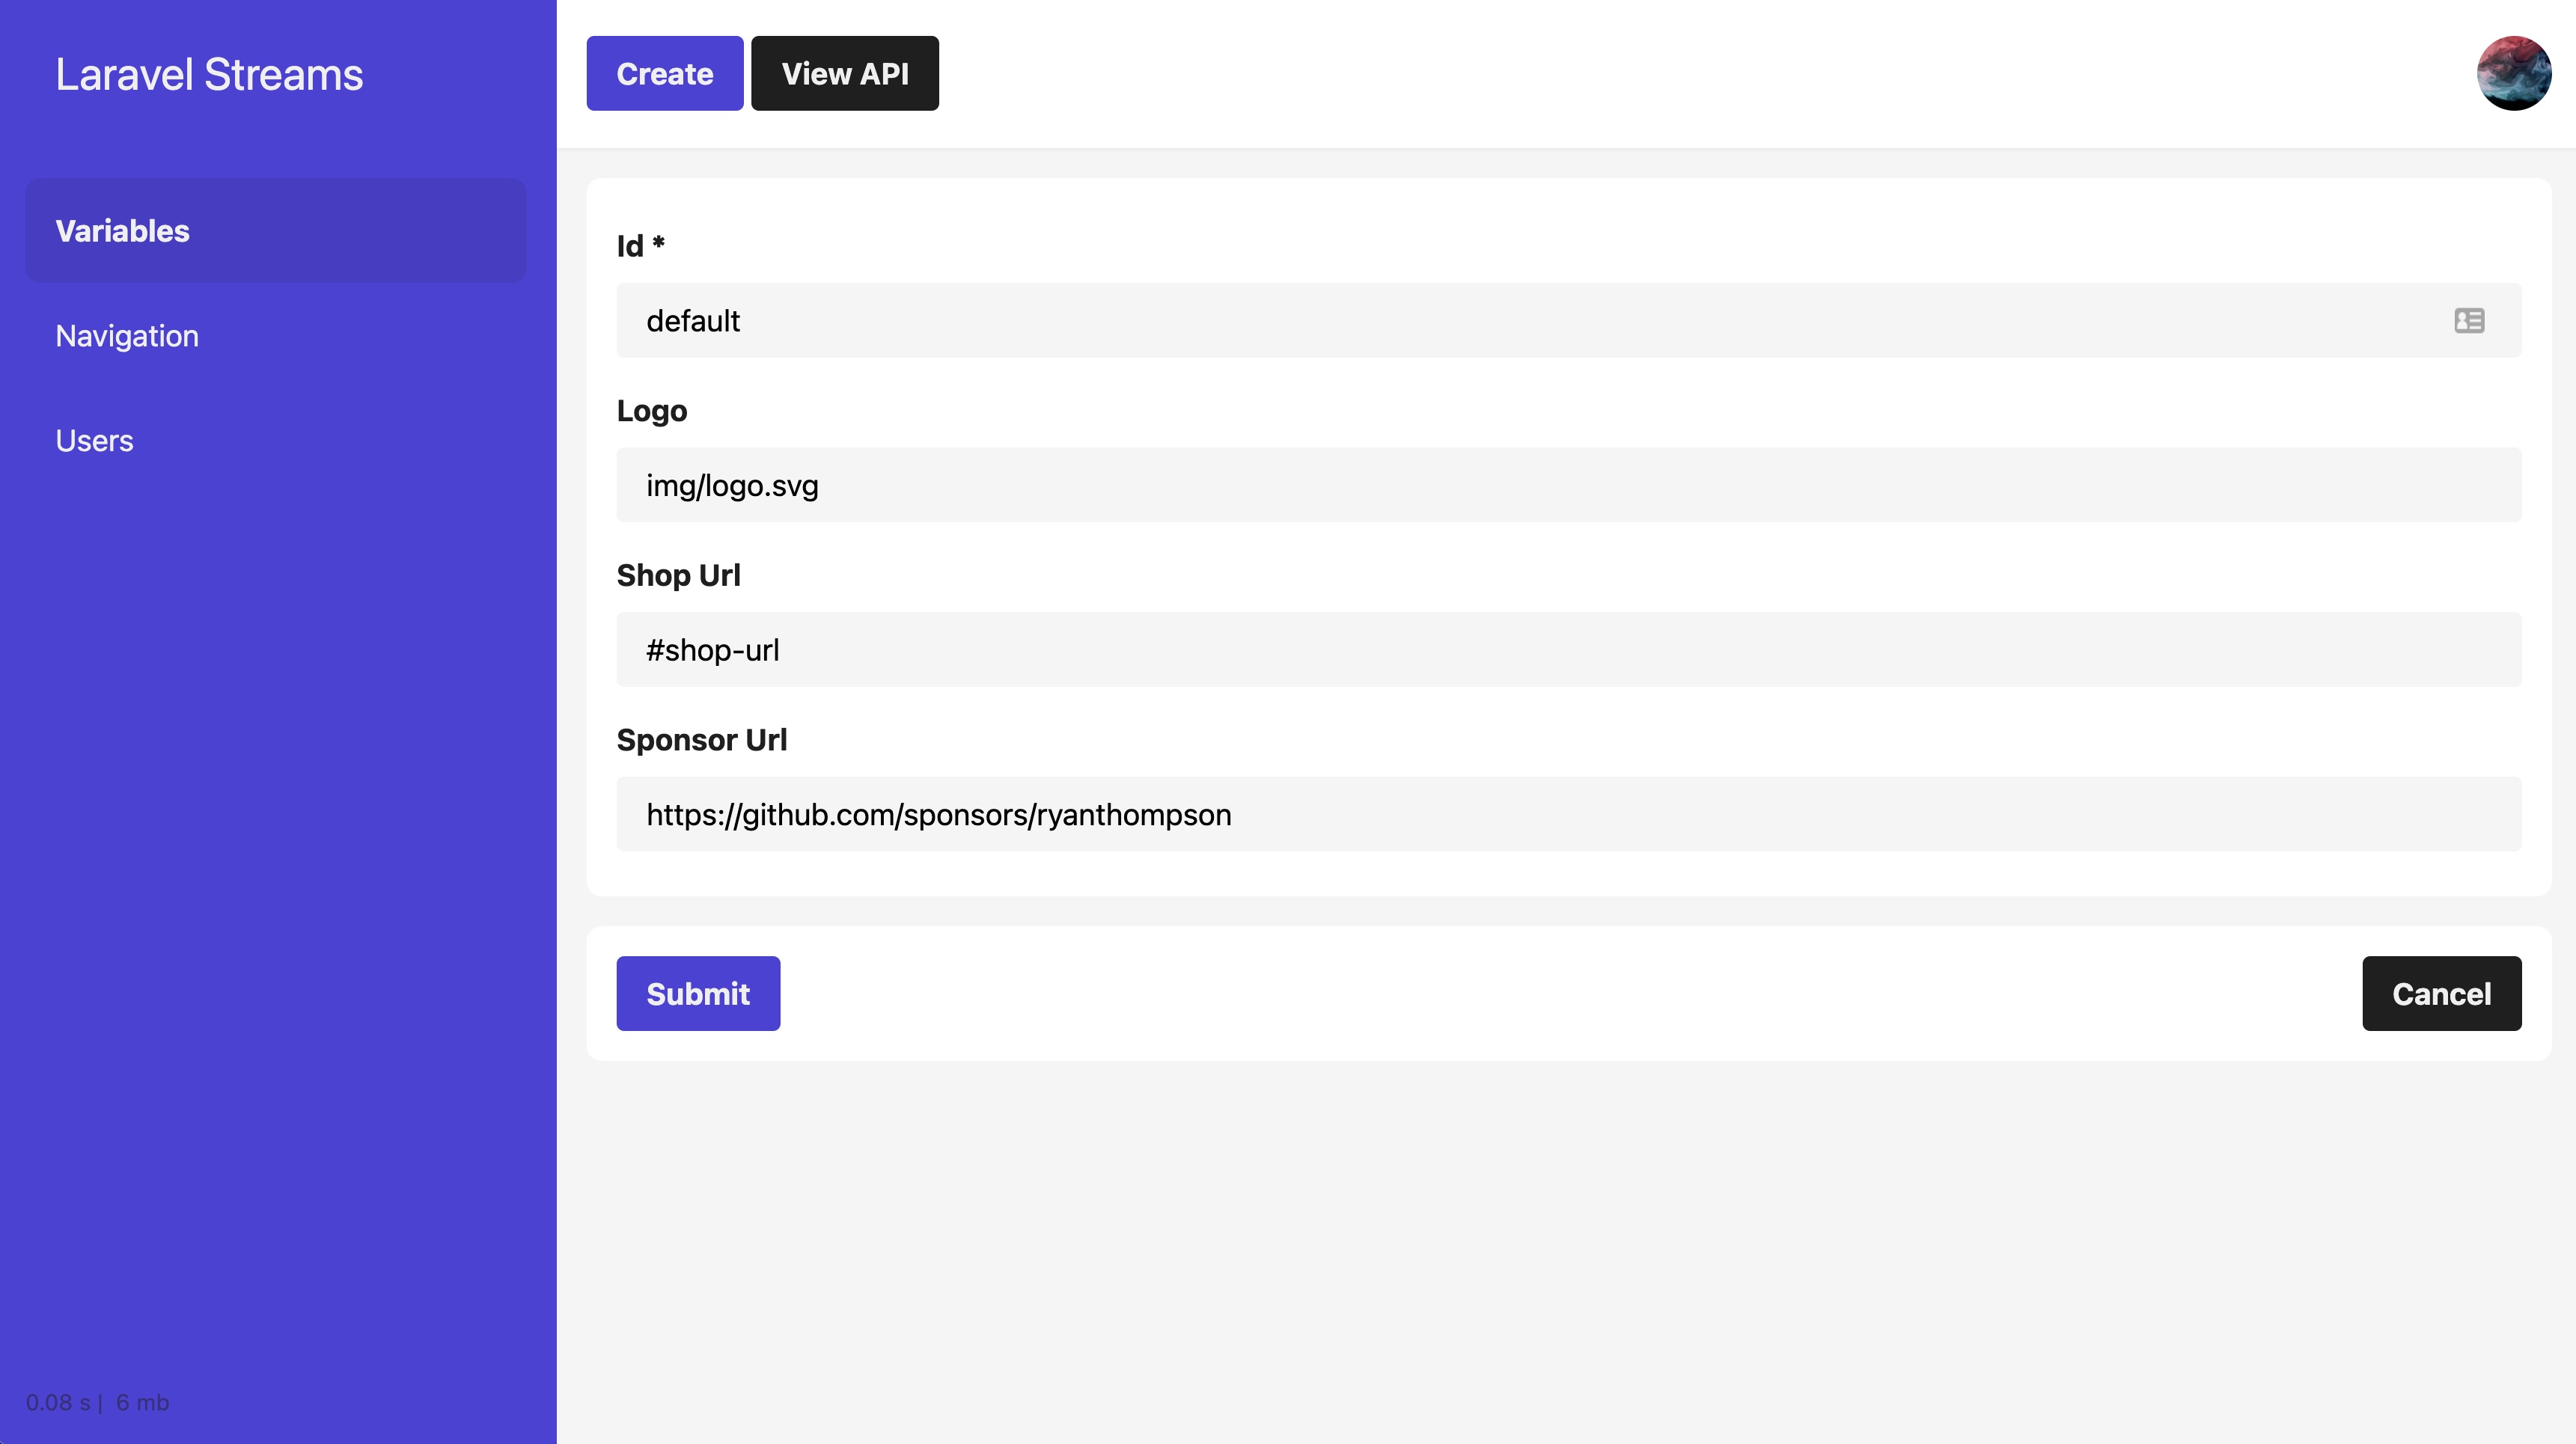 Laravel Streams
Variables
Navigation
Users
0.08 s | 6 mb
Create
View API
Id *
default
Logo
img/logo.svg
Shop Url
#shop-url
Sponsor Url
https://github.com/sponsors/ryanthompson
Submit
Cancel